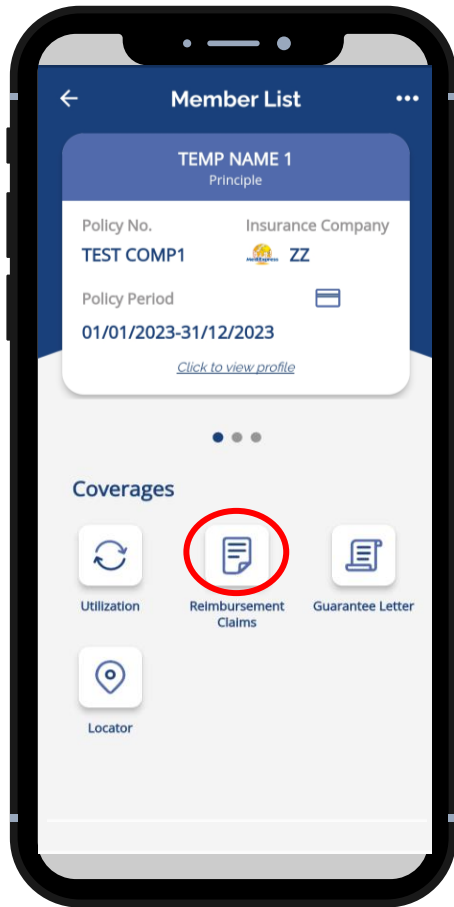 Member List
TEMP NAME 1
Principle
Policy No.
Insurance Company
TEST COMP1
ZZ
Policy Period
01/01/2023-31/12/2023
Click to view profile
Coverages
Utilization
Reimbursement
Claims
Guarantee Letter
Locator